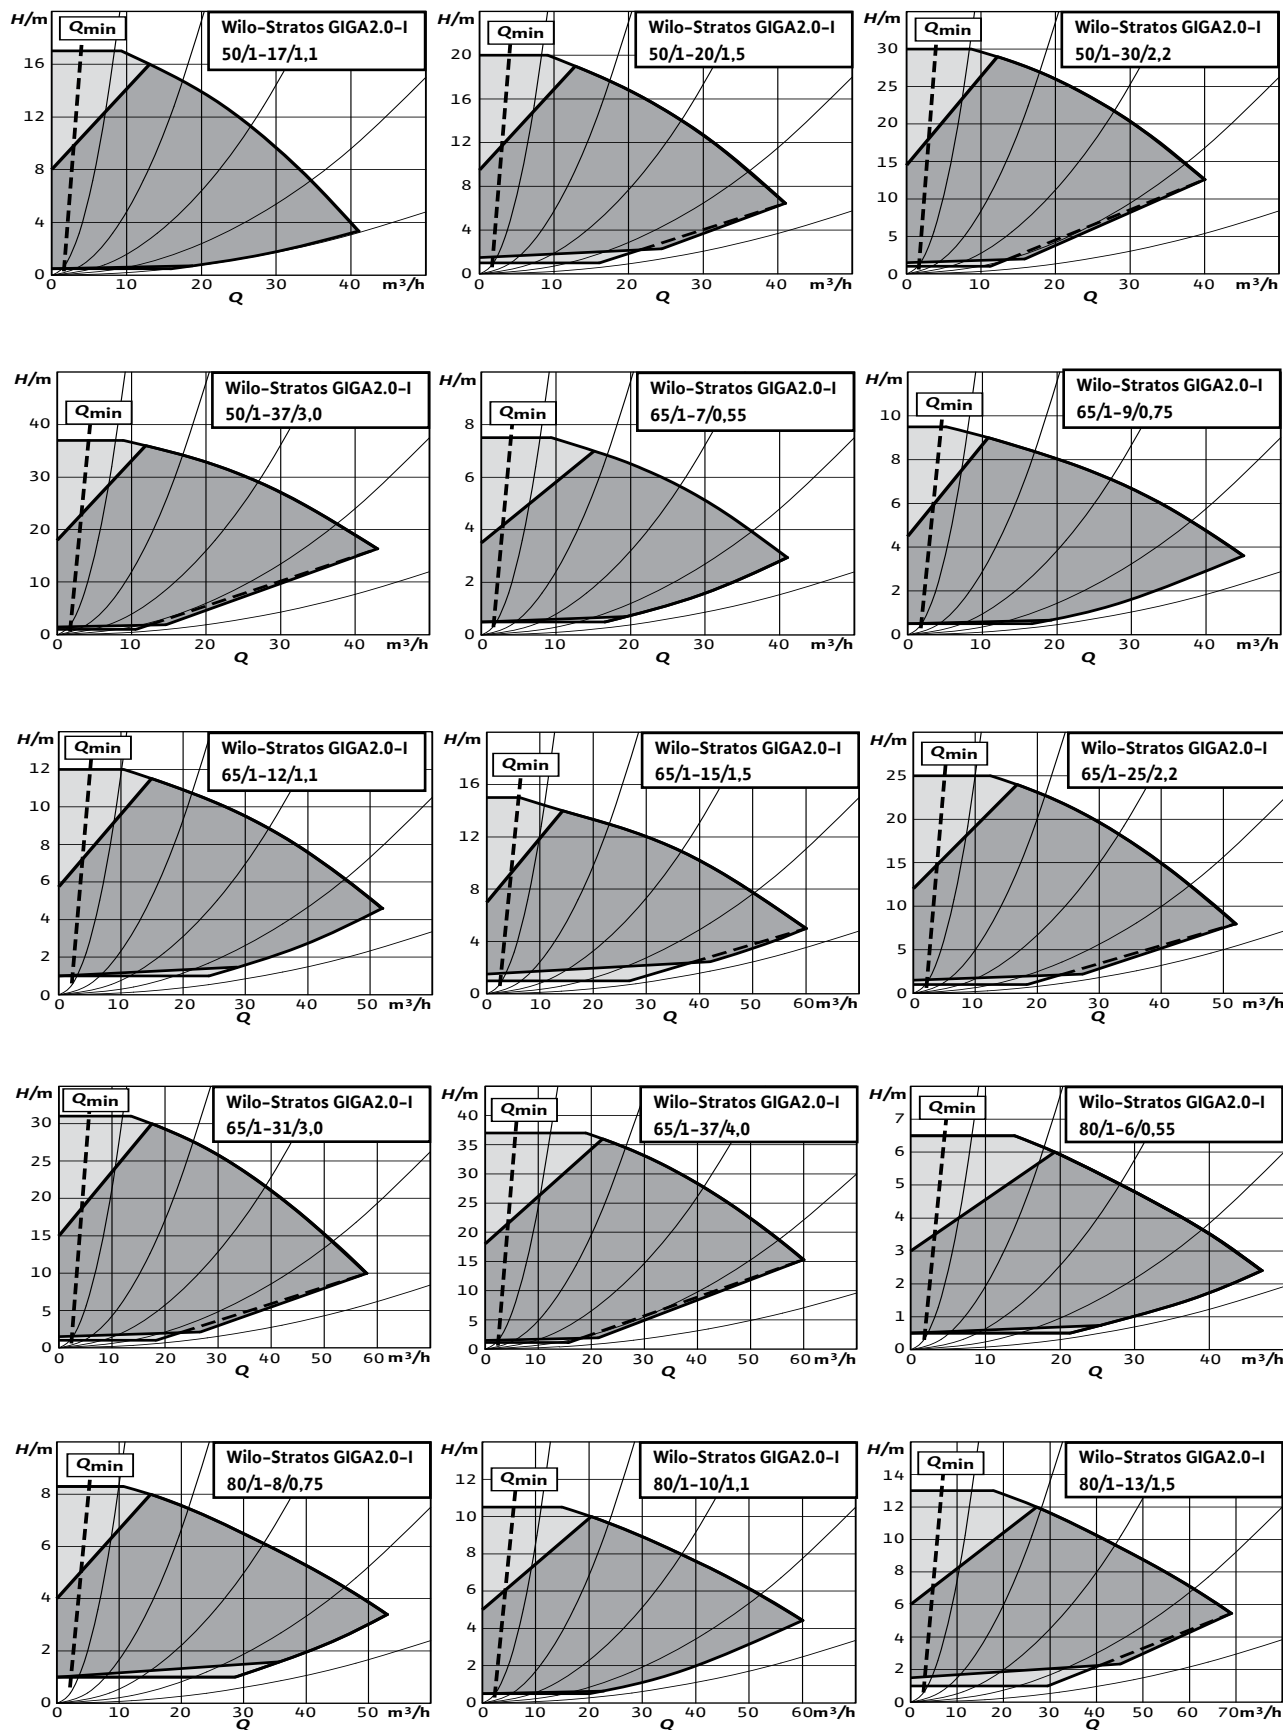 H/m
Qmin
Wilo-Stratos GIGA2.0-I
50/1-17/1,1
16
12
8
4
0
0 10 20 30 40 m³/h
Q
H/m
Qmin
Wilo-Stratos GIGA2.0-I
50/1-20/1,5
20
16
12
8
4
0
0 10 20 30 40 m³/h
Q
H/m
Qmin
Wilo-Stratos GIGA2.0-I
50/1-30/2,2
30
25
20
15
10
5
0
0 10 20 30 40 m³/h
Q
H/m
Qmin
Wilo-Stratos GIGA2.0-I
50/1-37/3,0
40
30
20
10
0
0 10 20 30 40 m³/h
Q
H/m
Qmin
Wilo-Stratos GIGA2.0-I
65/1-7/0,55
8
6
4
2
0
0 10 20 30 40 m³/h
Q
H/m
Qmin
Wilo-Stratos GIGA2.0-I
65/1-9/0,75
10
8
6
4
2
0
0 10 20 30 40 m³/h
Q
H/m
Qmin
Wilo-Stratos GIGA2.0-I
65/1-12/1,1
12
10
8
6
4
2
0
0 10 20 30 40 50 m³/h
Q
H/m
Qmin
Wilo-Stratos GIGA2.0-I
65/1-15/1,5
16
12
8
4
0
0 10 20 30 40 50 60 m³/h
Q
H/m
Qmin
Wilo-Stratos GIGA2.0-I
65/1-25/2,2
25
20
15
10
5
0
0 10 20 30 40 50 m³/h
Q
H/m
Qmin
Wilo-Stratos GIGA2.0-I
65/1-31/3,0
30
25
20
15
10
5
0
0 10 20 30 40 50 60 m³/h
Q
H/m
Qmin
Wilo-Stratos GIGA2.0-I
65/1-37/4,0
40
35
30
25
20
15
10
5
0
0 10 20 30 40 50 60 m³/h
Q
H/m
Qmin
Wilo-Stratos GIGA2.0-I
80/1-6/0,55
7
6
5
4
3
2
1
0
0 10 20 30 40 m³/h
Q
H/m
Qmin
Wilo-Stratos GIGA2.0-I
80/1-8/0,75
8
6
4
2
0
0 10 20 30 40 50 m³/h
Q
H/m
Qmin
Wilo-Stratos GIGA2.0-I
80/1-10/1,1
12
10
8
6
4
2
0
0 10 20 30 40 50 60 m³/h
Q
H/m
Qmin
Wilo-Stratos GIGA2.0-I
80/1-13/1,5
14
12
10
8
6
4
2
0
0 10 20 30 40 50 60 70 m³/h
Q